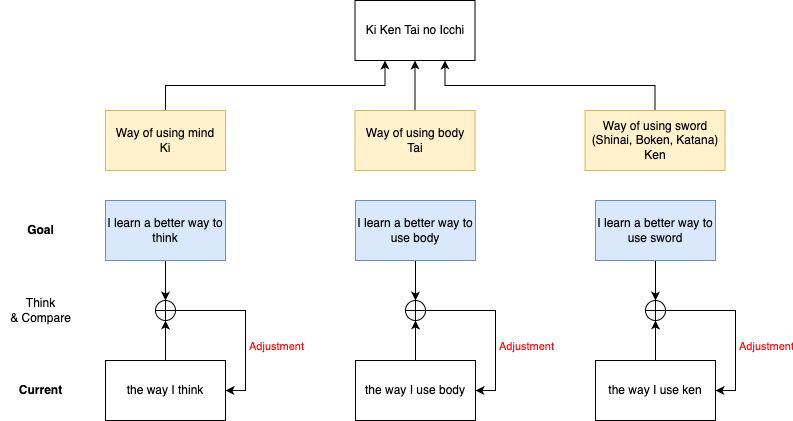 Ki Ken Tai no Icchi
Way of using mind
Ki
Way of using body
Tai
Way of using sword
(Shinai, Boken, Katana)
Ken
Goal
I learn a better way to
think
I learn a better way to
use body
I learn a better way to
use sword
Think
& Compare
Adjustment
Adjustment
Adjustment
Current
the way I think
the way I use body
the way I use ken